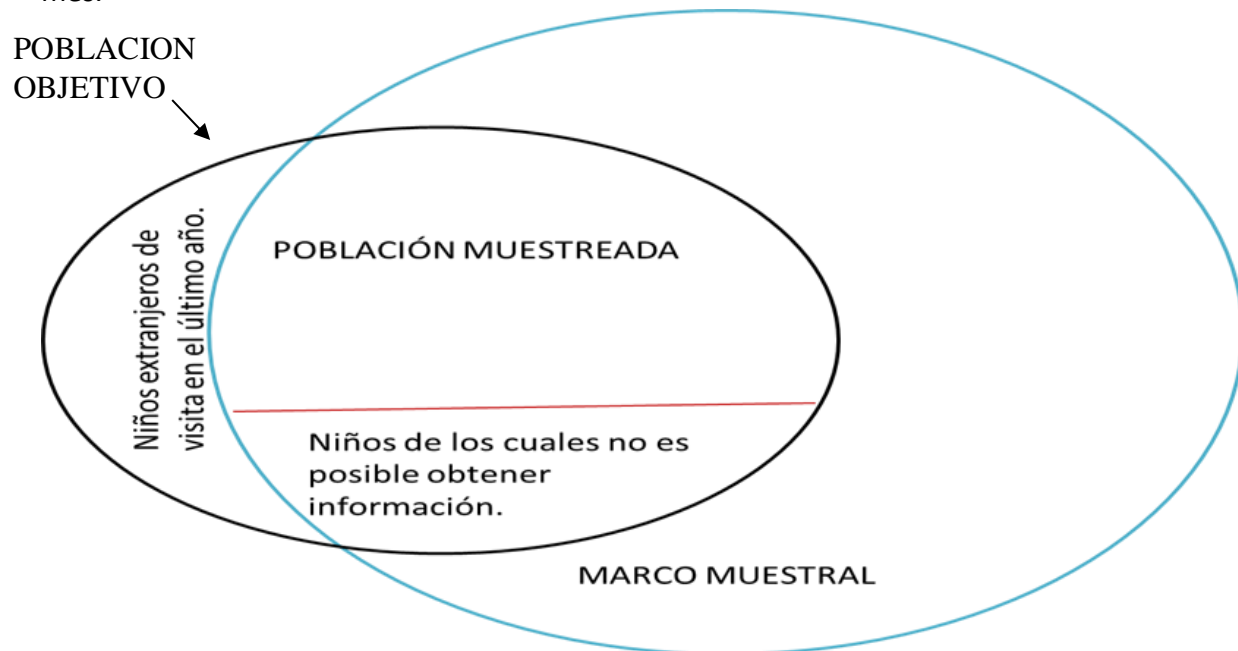 mes.
POBLACION
OBJETIVO
Niños extranjeros de
visita en el último año.
POBLACIÓN MUESTREADA
Niños de los cuales no es
posible obtener
información.
MARCO MUESTRAL